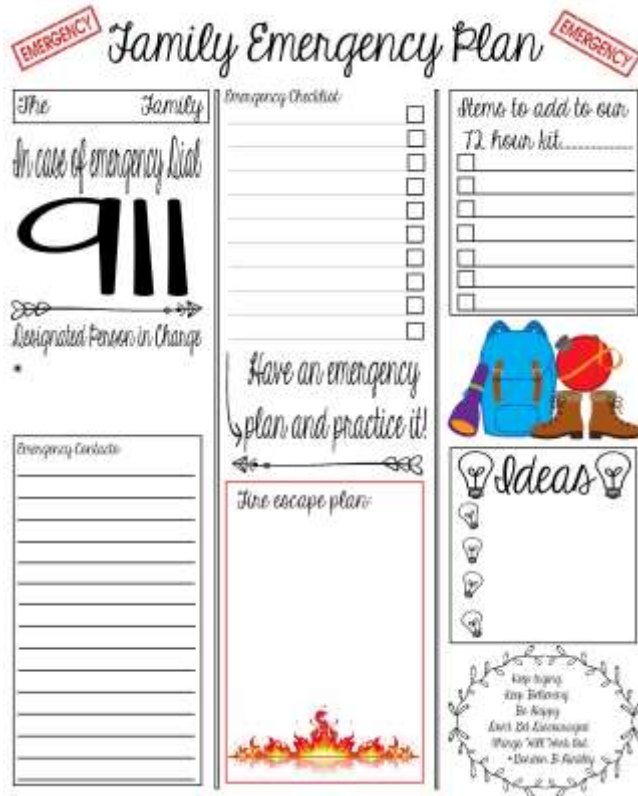 EMERGENCY
Family Emergency Plan
EMERGENCY
The Family
In case of emergency Dial
911
Designated Person in Change
Emergency Contacts
Emergency Checklist
Have an emergency
plan and practice it!
Fire escape plan:
Items to add to our
72 hour kit
Ideas
Keep trying.
Keep Believing.
Be Happy.
Don't Get Discouraged.
Things Will Work Out.